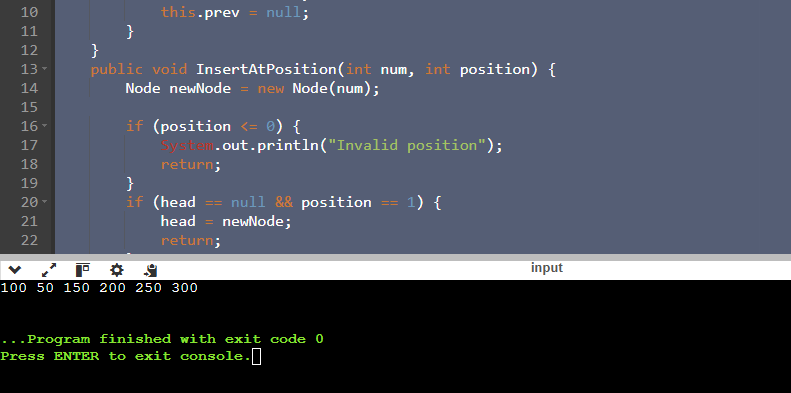 10 this.prev = null;
11 }
12 }
13 public void InsertAtPosition(int num, int position) {
14 Node newNode = new Node(num);
15
16 if (position <= 0) {
17 System.out.println("Invalid position");
18 return;
19 }
20 if (head == null && position == 1) {
21 head = newNode;
22 return;
input
100 50 150 200 250 300
...Program finished with exit code 0
Press ENTER to exit console.